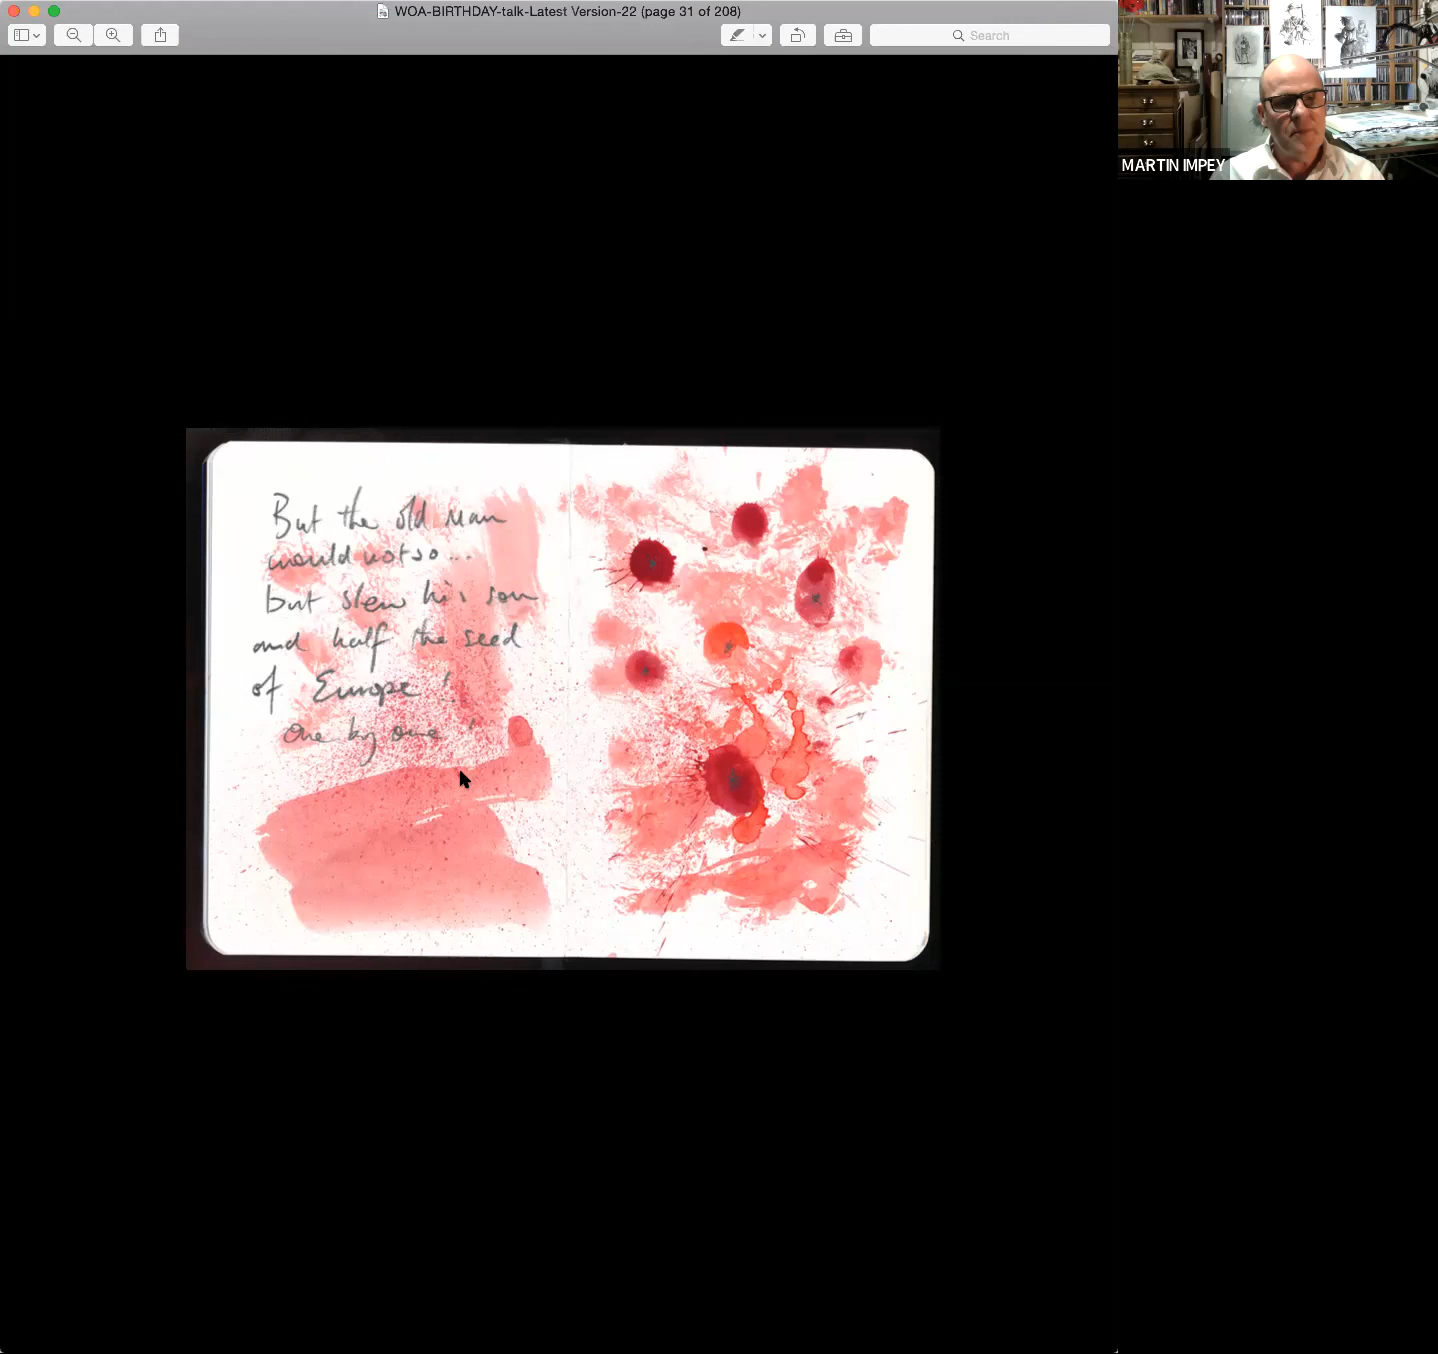 WOA-BIRTHDAY-talk-Latest Version-22 (page 31 of 208)
Search
MARTIN IMPEY
But the old man
would not so...
but slew his son
and half the seed
of Europe!
One by one!